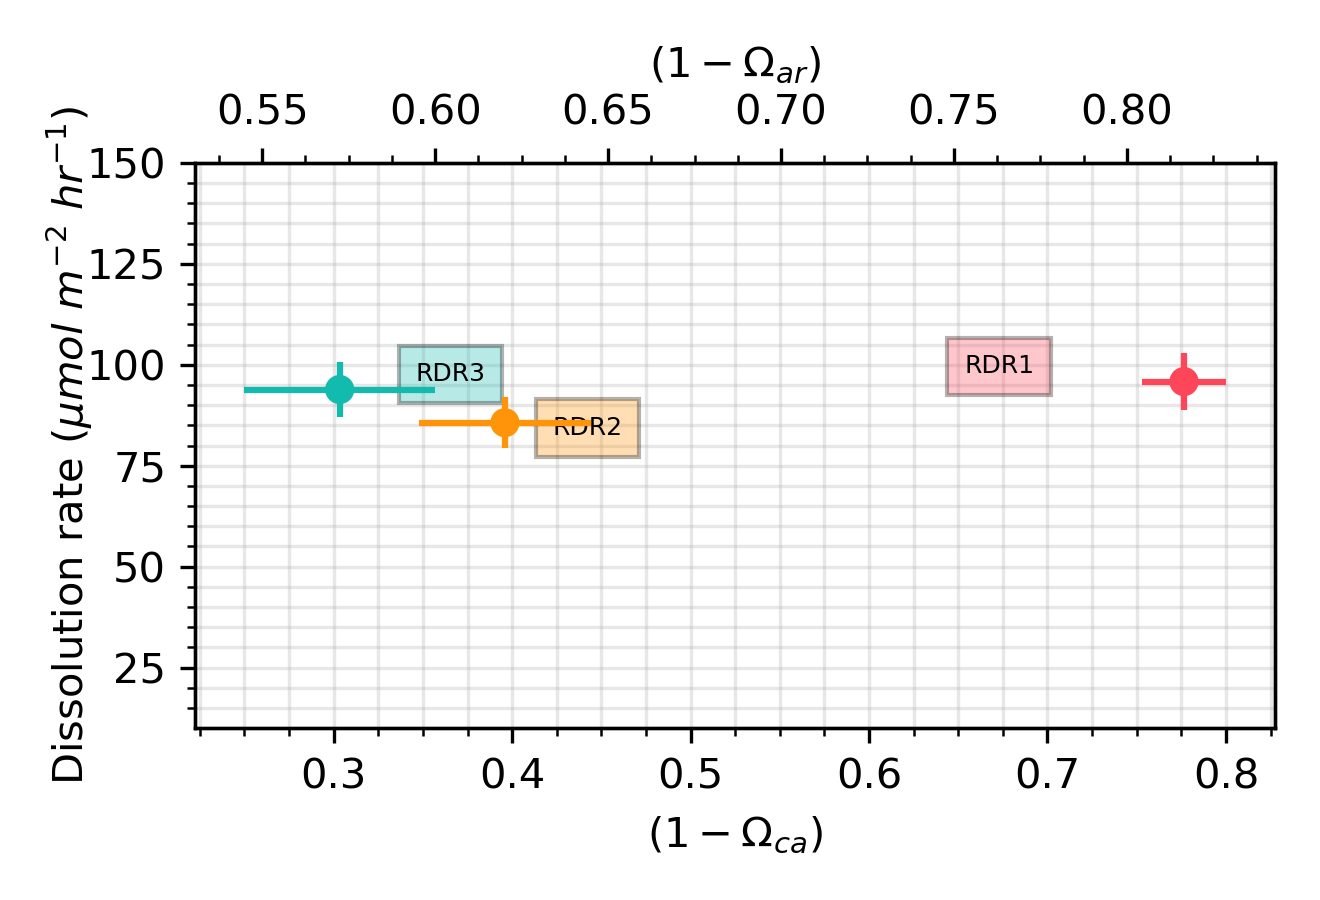 (1 − Ω_ar)
0.55 0.60 0.65 0.70 0.75 0.80
Dissolution rate (μmol m⁻² hr⁻¹)
150
125
100
75
50
25
RDR3
RDR2
RDR1
0.3 0.4 0.5 0.6 0.7 0.8
(1 − Ω_ca)